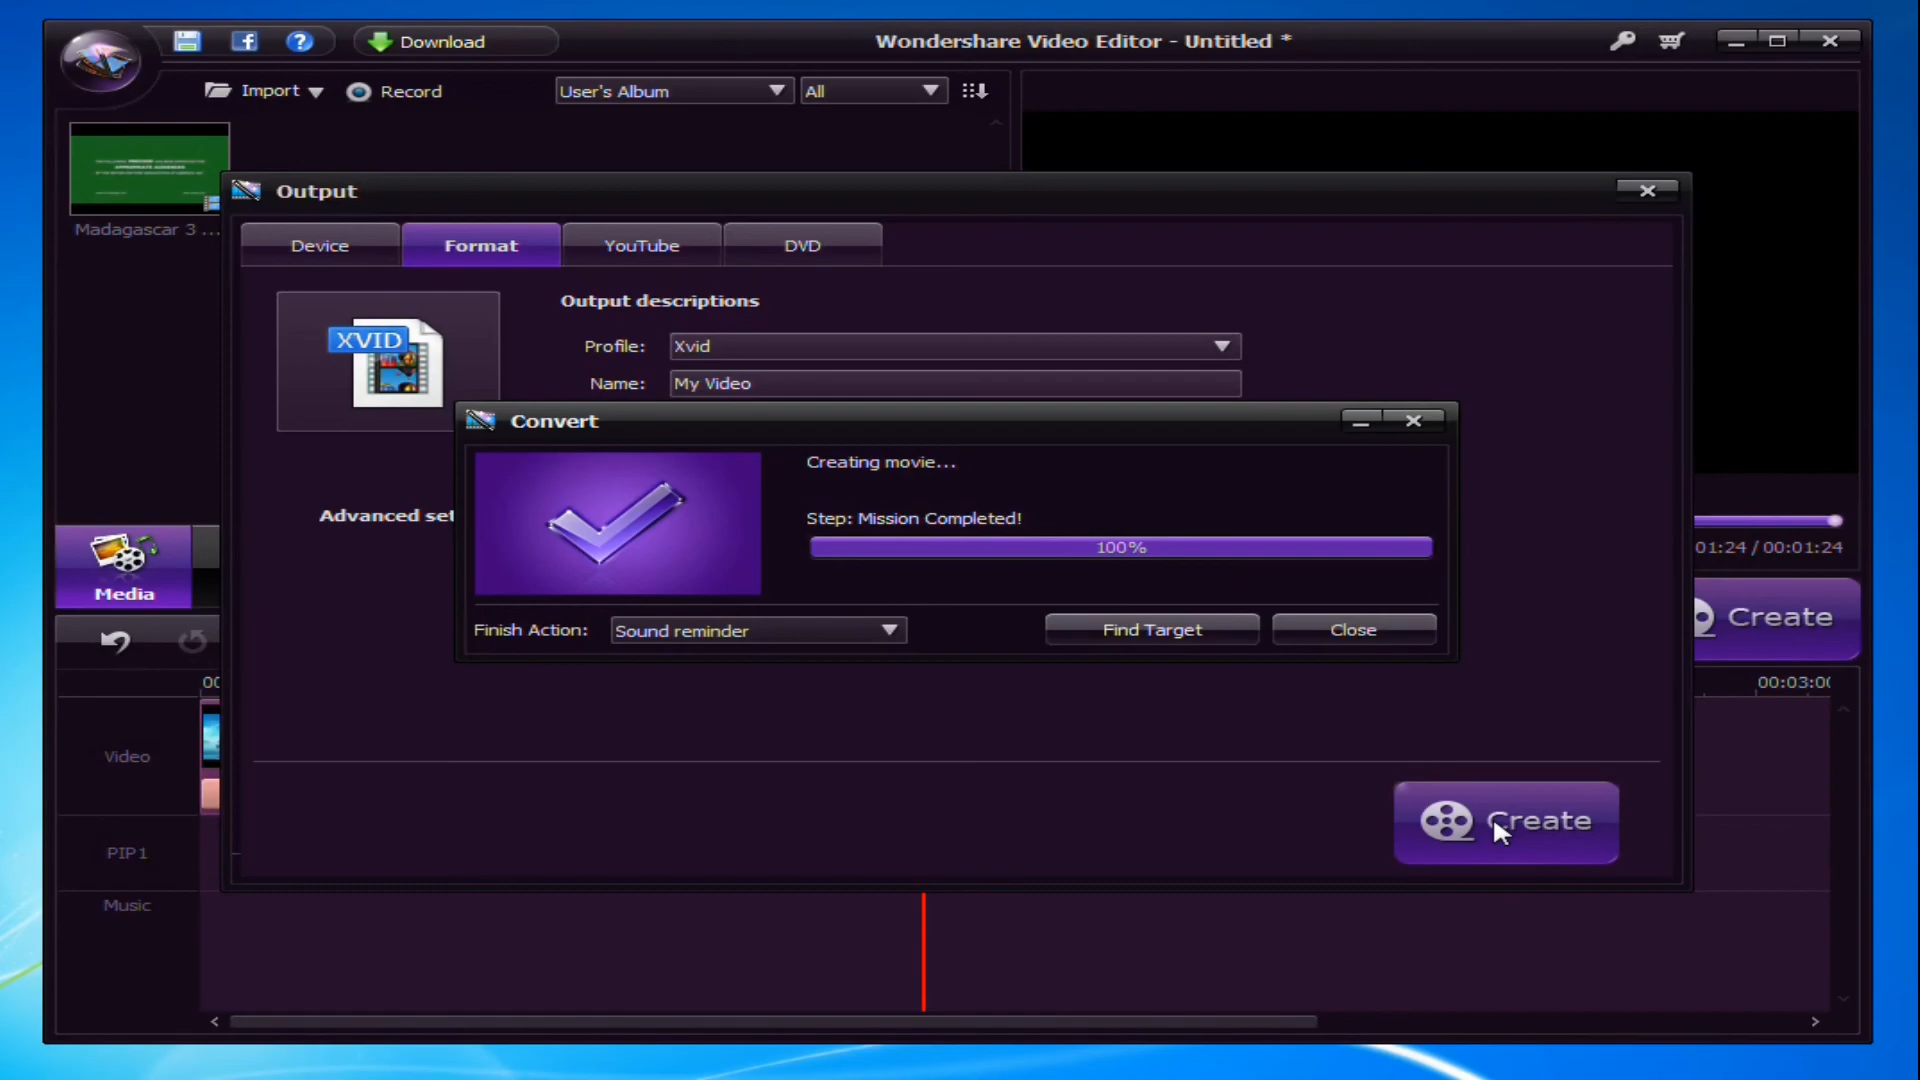 Download
Wondershare Video Editor - Untitled *
Import
Record
User's Album
All
Madagascar 3 ...
Output
Device
Format
YouTube
DVD
XVID
Output descriptions
Profile:
Xvid
Name:
My Video
Convert
Creating movie...
Advanced set
Step: Mission Completed!
100%
01:24 / 00:01:24
Media
Finish Action:
Sound reminder
Find Target
Close
Create
00
00:03:00
Video
Create
PIP1
Music